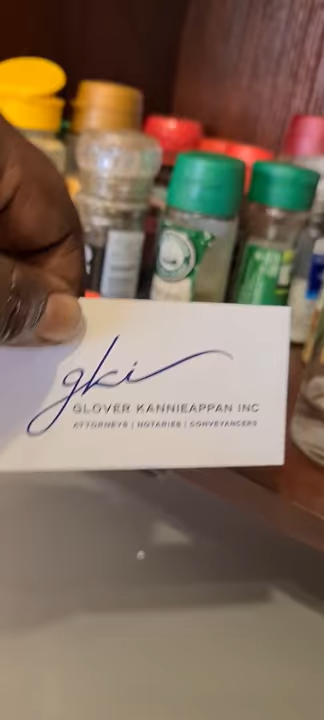 gki
GLOVER KANNIEAPPAN INC
ATTORNEYS | NOTARIES | CONVEYANCERS